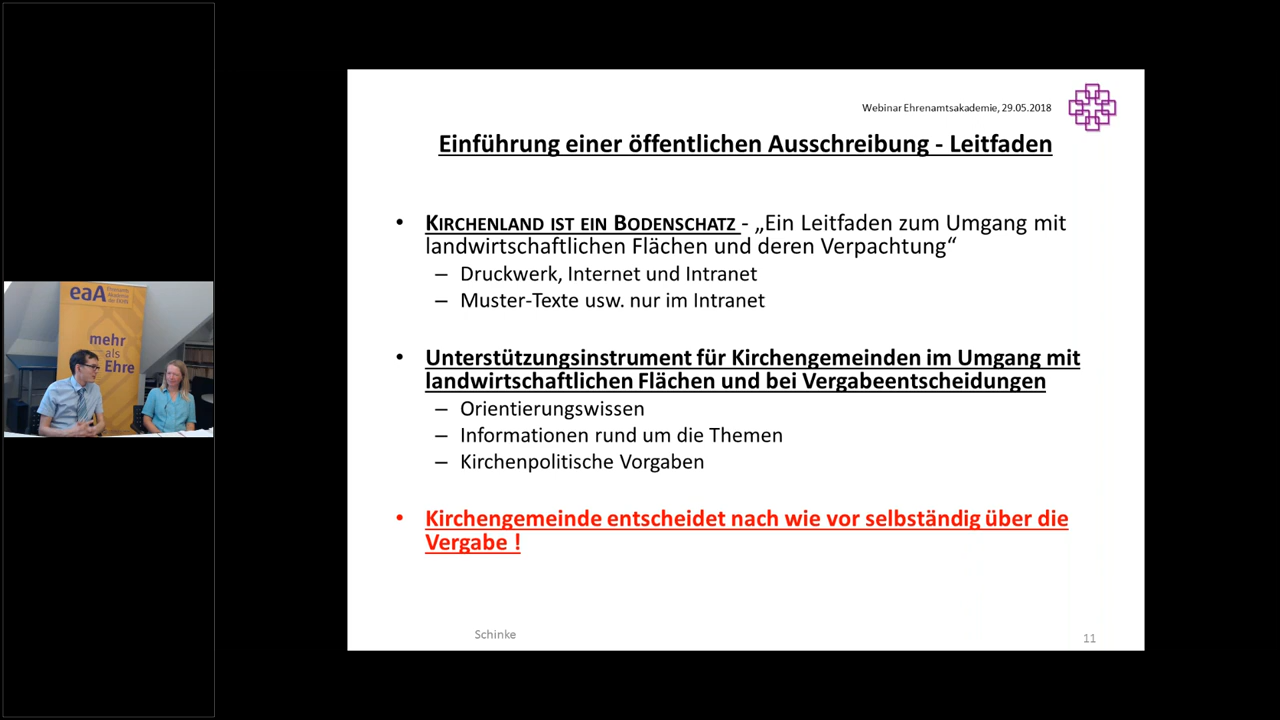 Webinar Ehrenamtsakademie, 29.05.2018
Einführung einer öffentlichen Ausschreibung - Leitfaden
• KIRCHENLAND IST EIN BODENSCHATZ - „Ein Leitfaden zum Umgang mit
landwirtschaftlichen Flächen und deren Verpachtung“
– Druckwerk, Internet und Intranet
– Muster-Texte usw. nur im Intranet
• Unterstützungsinstrument für Kirchengemeinden im Umgang mit
landwirtschaftlichen Flächen und bei Vergabeentscheidungen
– Orientierungswissen
– Informationen rund um die Themen
– Kirchenpolitische Vorgaben
• Kirchengemeinde entscheidet nach wie vor selbständig über die
Vergabe !
Schinke
11
eaA
mehr
als
Ehre